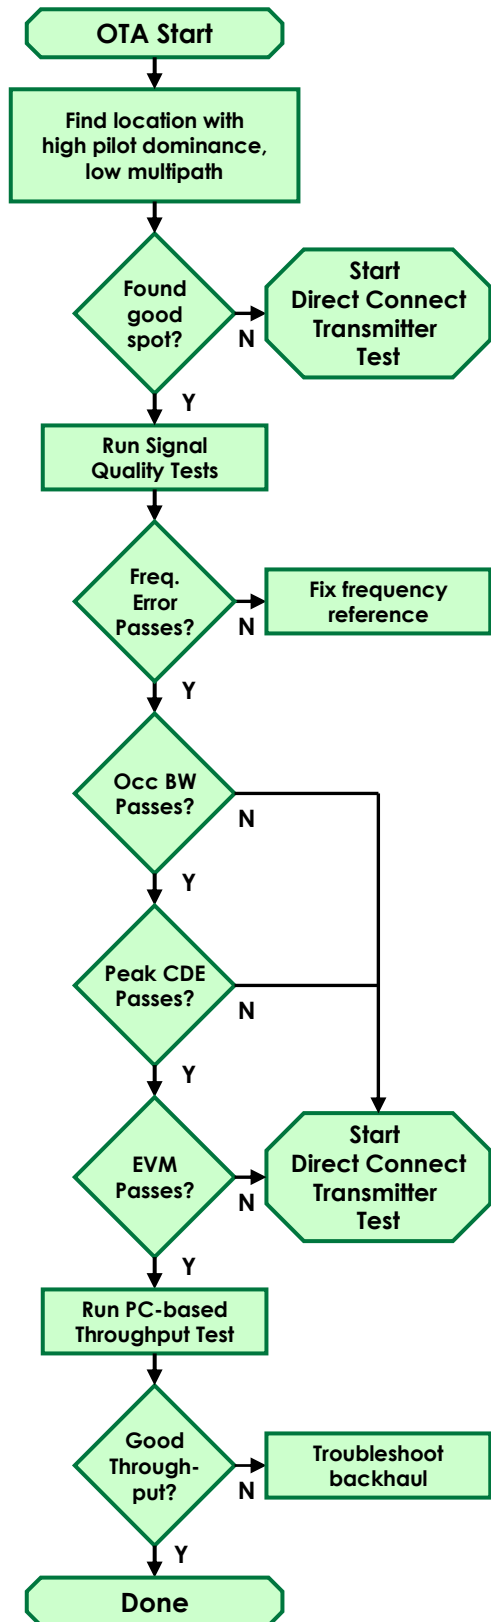 OTA Start
Find location with
high pilot dominance,
low multipath
Found
good
spot?
N
Start
Direct Connect
Transmitter
Test
Y
Run Signal
Quality Tests
Freq.
Error
Passes?
N
Fix frequency
reference
Y
Occ BW
Passes?
N
Y
Peak CDE
Passes?
N
Y
EVM
Passes?
N
Start
Direct Connect
Transmitter
Test
Y
Run PC-based
Throughput Test
Good
Through-
put?
N
Troubleshoot
backhaul
Y
Done